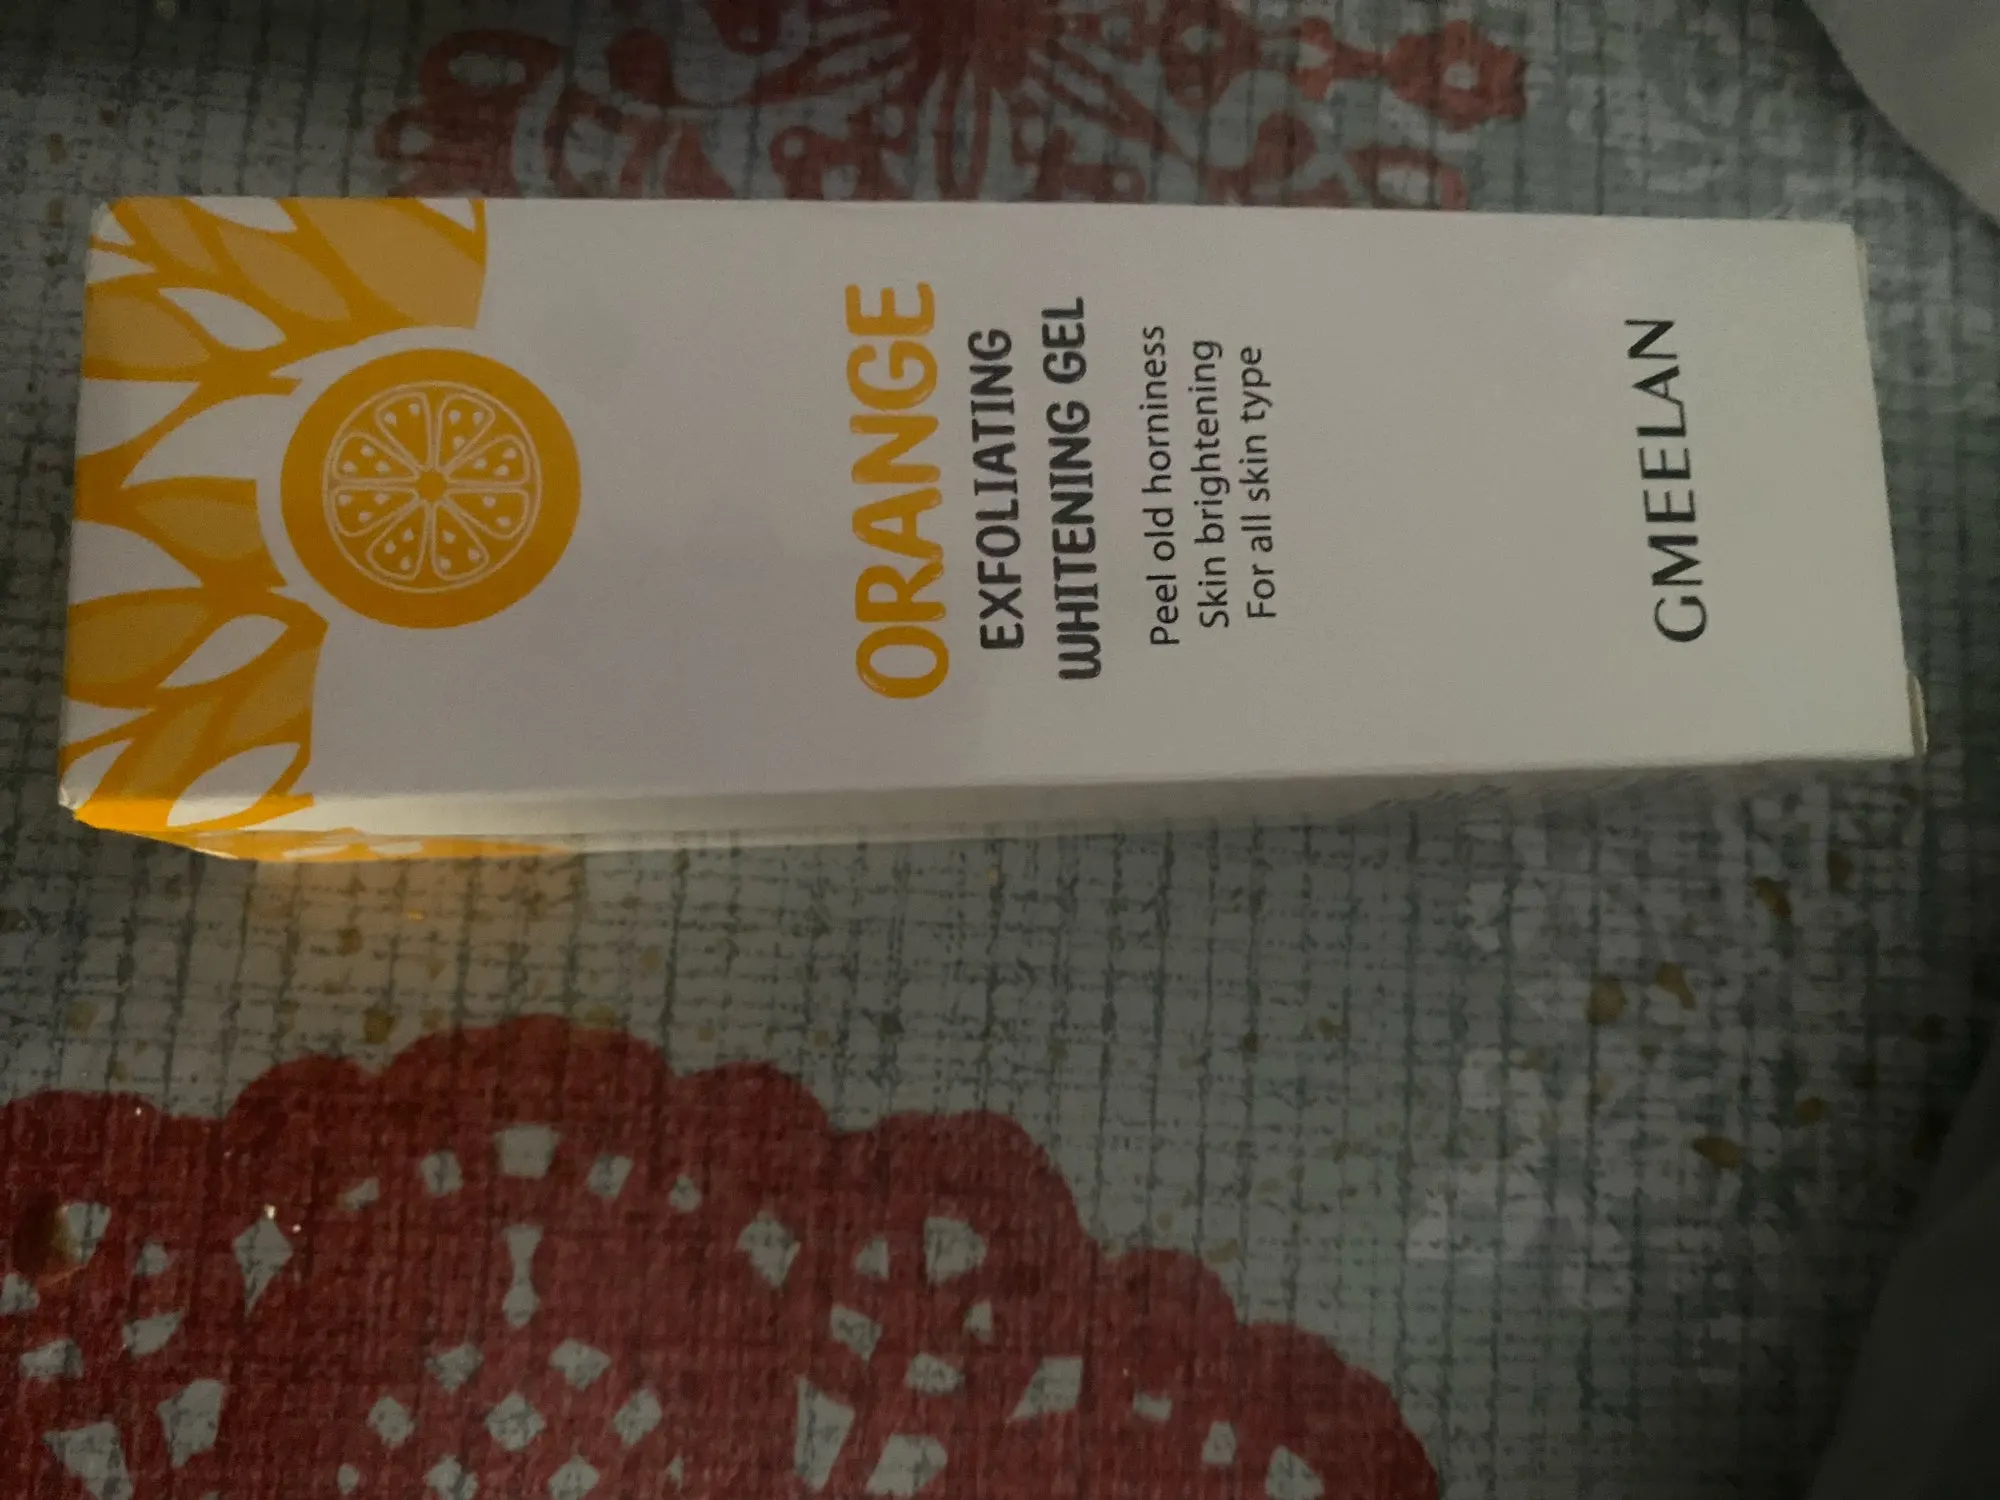 ORANGE
EXFOLIATING
WHITENING GEL
Peel old horniness
Skin brightening
For all skin type
GMEELAN